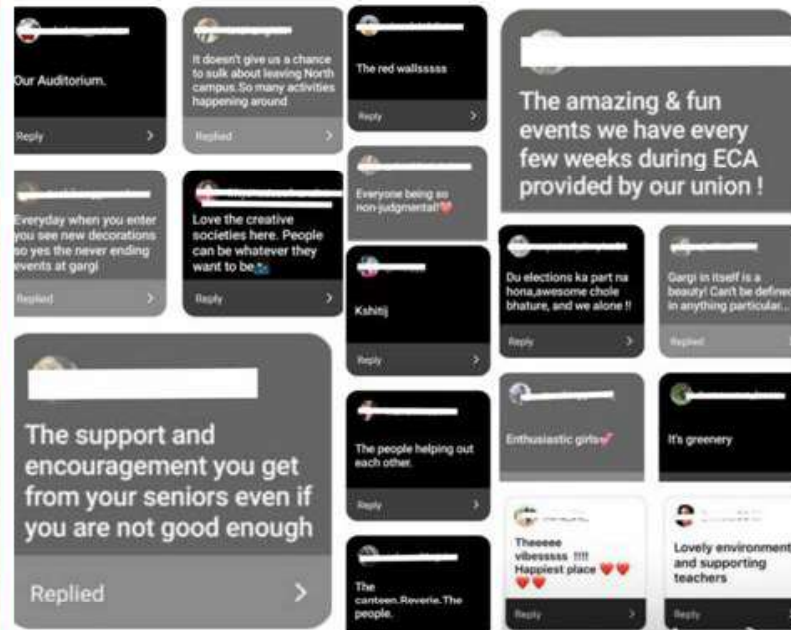 Our Auditorium.
Reply
It doesn't give us a chance
to sulk about leaving North
campus.So many activities
happening around
Replied
The red wallsssss
Reply
The amazing & fun
events we have every
few weeks during ECA
provided by our union !
Everyday when you enter
you see new decorations
so yes the never ending
events at gargi
Replied
Love the creative
societies here. People
can be whatever they
want to be
Reply
Everyone being so
non-judgmental!❤️
Kshitij
Reply
Du elections ka part na
hona,awesome chole
bhature, and we alone !!
Reply
Gargi in itself is a
beauty! Can't be defined
in anything particular...
Replied
The support and
encouragement you get
from your seniors even if
you are not good enough
Replied
The people helping out
each other.
Reply
Enthusiastic girls💕
It's greenery
The
canteen.Reverie.The
people.
Theeeee
vibesssss !!!!
Happiest place ❤️❤️
❤️❤️
Reply
Lovely environment
and supporting
teachers
Reply